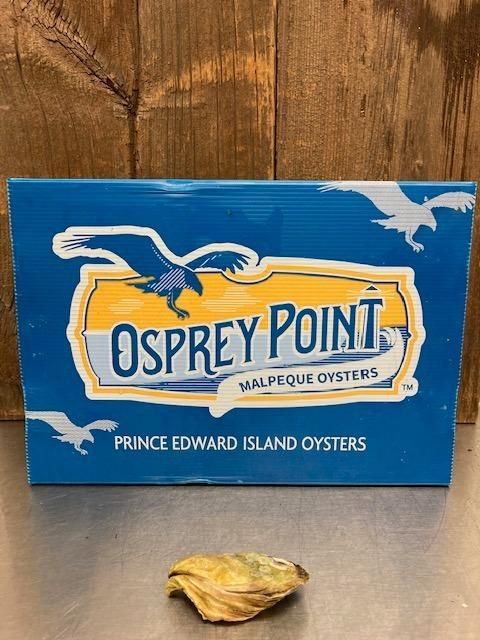 OSPREY POINT
MALPEQUE OYSTERS
TM
PRINCE EDWARD ISLAND OYSTERS